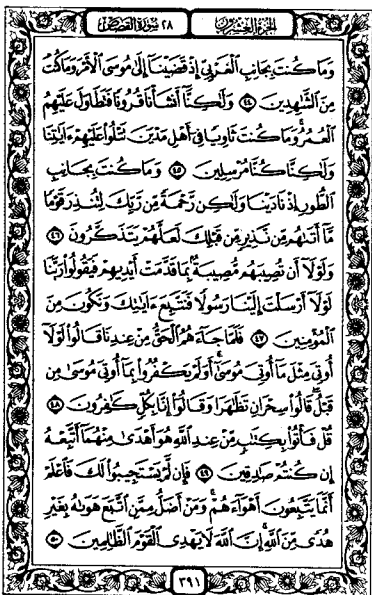 الجزء العشرون ٢٨ سورة القصص
وَمَا كُنتَ بِجَانِبِ ٱلْغَرْبِيِّ إِذْ قَضَيْنَآ إِلَىٰ مُوسَى ٱلْأَمْرَ وَمَا كُنتَ
مِنَ ٱلشَّٰهِدِينَ ٤٤ وَلَٰكِنَّآ أَنشَأْنَا قُرُونًا فَتَطَاوَلَ عَلَيْهِمُ
ٱلْعُمُرُ وَمَا كُنتَ ثَاوِيًا فِىٓ أَهْلِ مَدْيَنَ تَتْلُوا۟ عَلَيْهِمْ ءَايَٰتِنَا
وَلَٰكِنَّا كُنَّا مُرْسِلِينَ ٤٥ وَمَا كُنتَ بِجَانِبِ
ٱلطُّورِ إِذْ نَادَيْنَا وَلَٰكِن رَّحْمَةً مِّن رَّبِّكَ لِتُنذِرَ قَوْمًا
مَّآ أَتَىٰهُم مِّن نَّذِيرٍ مِّن قَبْلِكَ لَعَلَّهُمْ يَتَذَكَّرُونَ ٤٦
وَلَوْلَآ أَن تُصِيبَهُم مُّصِيبَةٌۢ بِمَا قَدَّمَتْ أَيْدِيهِمْ فَيَقُولُوا۟ رَبَّنَا
لَوْلَآ أَرْسَلْتَ إِلَيْنَا رَسُولًا فَنَتَّبِعَ ءَايَٰتِكَ وَنَكُونَ مِنَ
ٱلْمُؤْمِنِينَ ٤٧ فَلَمَّا جَآءَهُمُ ٱلْحَقُّ مِنْ عِندِنَا قَالُوا۟ لَوْلَآ
أُوتِىَ مِثْلَ مَآ أُوتِىَ مُوسَىٰٓ أَوَلَمْ يَكْفُرُوا۟ بِمَآ أُوتِىَ مُوسَىٰ مِن
قَبْلُ قَالُوا۟ سِحْرَانِ تَظَٰهَرَا وَقَالُوٓا۟ إِنَّا بِكُلٍّ كَٰفِرُونَ ٤٨
قُلْ فَأْتُوا۟ بِكِتَٰبٍ مِّنْ عِندِ ٱللَّهِ هُوَ أَهْدَىٰ مِنْهُمَآ أَتَّبِعْهُ
إِن كُنتُمْ صَٰدِقِينَ ٤٩ فَإِن لَّمْ يَسْتَجِيبُوا۟ لَكَ فَٱعْلَمْ
أَنَّمَا يَتَّبِعُونَ أَهْوَآءَهُمْ وَمَنْ أَضَلُّ مِمَّنِ ٱتَّبَعَ هَوَىٰهُ بِغَيْرِ
هُدًى مِّنَ ٱللَّهِ إِنَّ ٱللَّهَ لَا يَهْدِى ٱلْقَوْمَ ٱلظَّٰلِمِينَ ٥٠
٣٩١